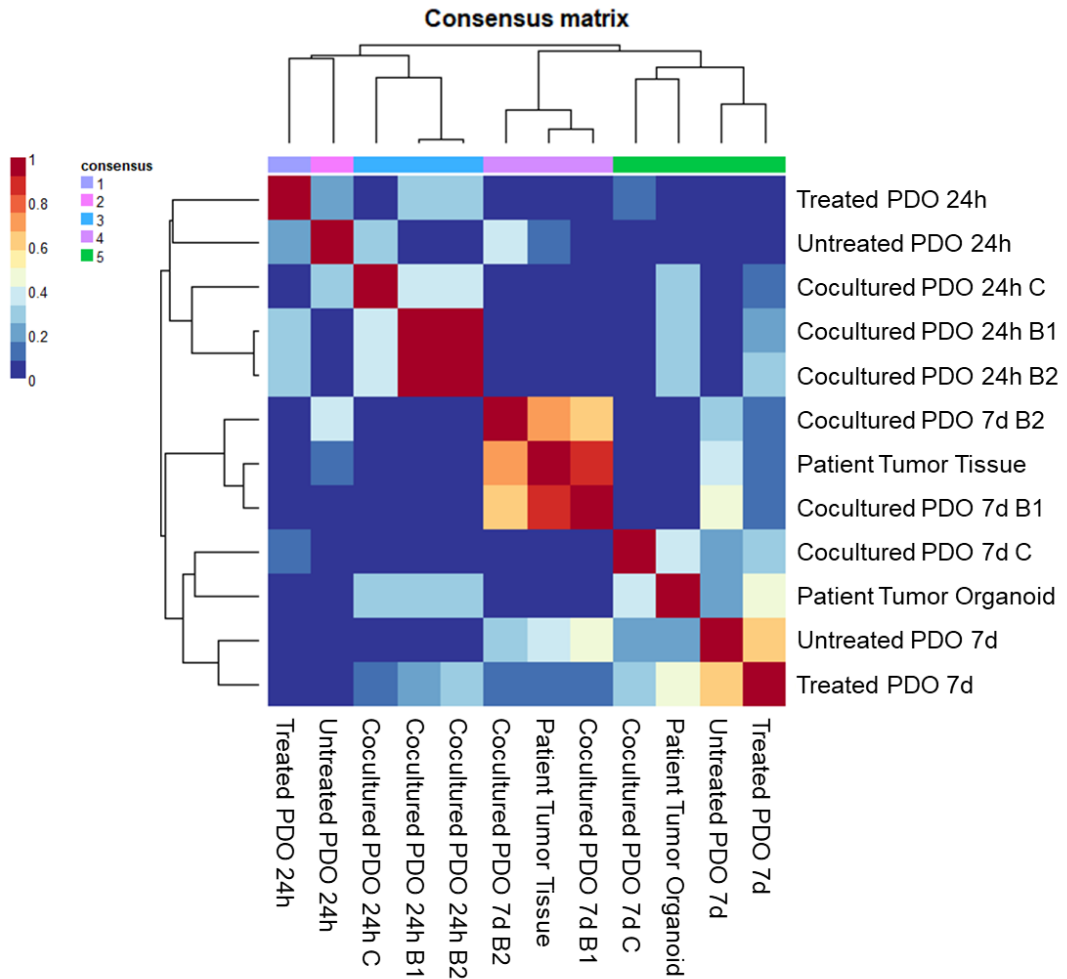 Consensus matrix
1
0.8
0.6
0.4
0.2
0
consensus
1
2
3
4
5
Treated PDO 24h
Untreated PDO 24h
Cocultured PDO 24h C
Cocultured PDO 24h B1
Cocultured PDO 24h B2
Cocultured PDO 7d B2
Patient Tumor Tissue
Cocultured PDO 7d B1
Cocultured PDO 7d C
Patient Tumor Organoid
Untreated PDO 7d
Treated PDO 7d
Treated PDO 24h
Untreated PDO 24h
Cocultured PDO 24h C
Cocultured PDO 24h B1
Cocultured PDO 24h B2
Cocultured PDO 7d B2
Patient Tumor Tissue
Cocultured PDO 7d B1
Cocultured PDO 7d C
Patient Tumor Organoid
Untreated PDO 7d
Treated PDO 7d